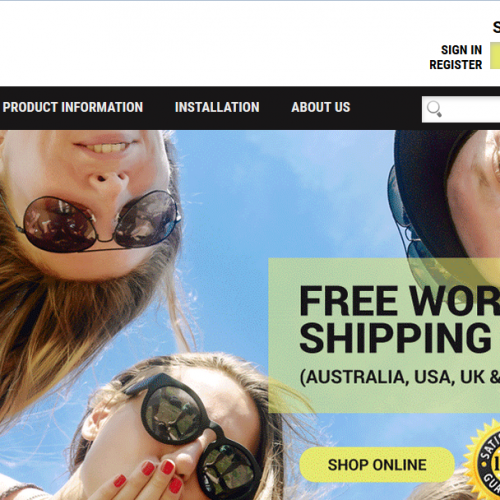 SIGN IN
REGISTER
PRODUCT INFORMATION INSTALLATION ABOUT US
FREE WOR
SHIPPING
(AUSTRALIA, USA, UK &
SHOP ONLINE